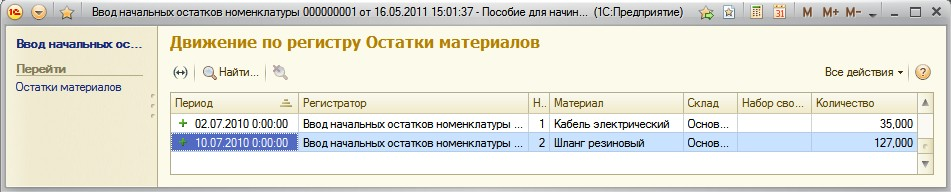 Ввод начальных остатков номенклатуры 000000001 от 16.05.2011 15:01:37 - Пособие для начин... (1С:Предприятие)
M M+ M-
Ввод начальных ос...
Перейти
Остатки материалов
Движение по регистру Остатки материалов
Найти...
Все действия
Период Регистратор Н.. Материал Склад Набор сво... Количество
02.07.2010 0:00:00 Ввод начальных остатков номенклатуры ... 1 Кабель электрический Основ... 35,000
10.07.2010 0:00:00 Ввод начальных остатков номенклатуры ... 2 Шланг резиновый Основ... 127,000